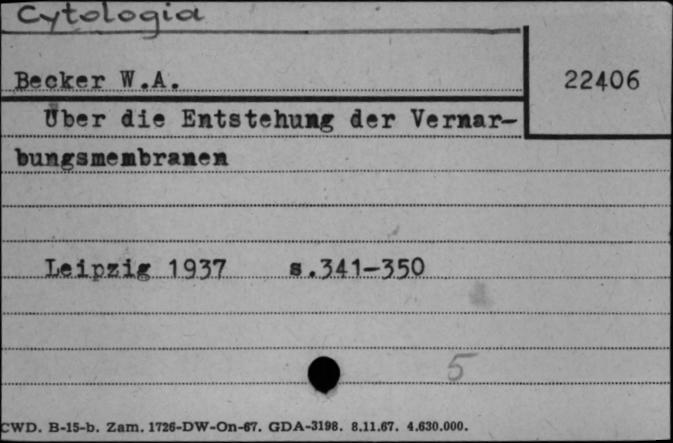 Cytologia
Becker W.A.
22406
Über die Entstehung der Vernar-
bungsmembranen
Leipzig 1937 s.341-350
5
CWD. B-15-b. Zam. 1726-DW-On-67. GDA-3198. 8.11.67. 4.630.000.